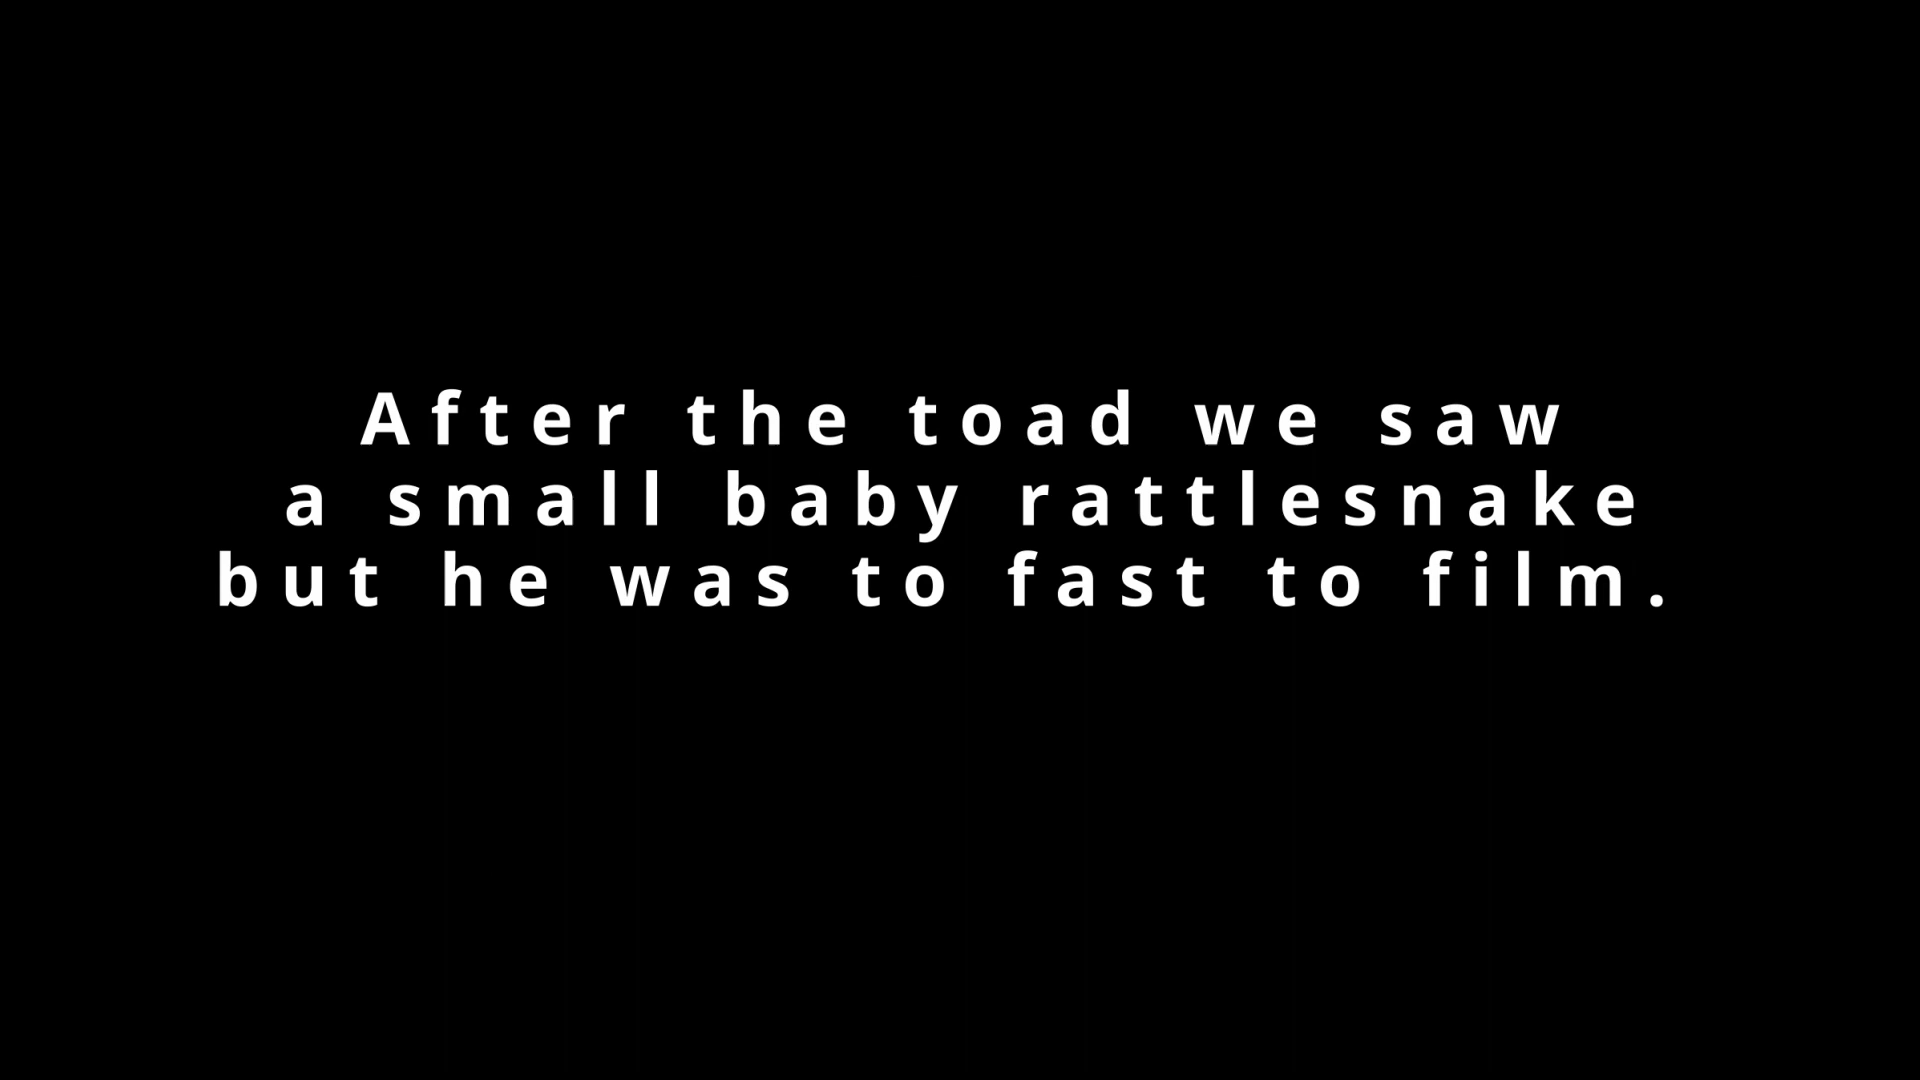 After the toad we saw
a small baby rattlesnake
but he was to fast to film.